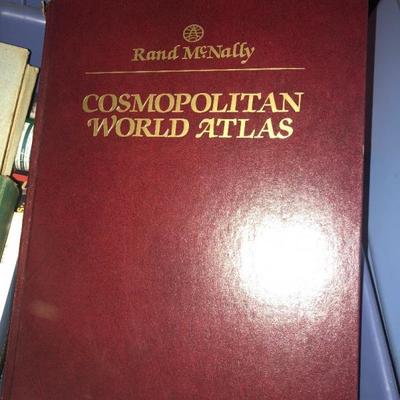 Rand McNally
COSMOPOLITAN
WORLD ATLAS